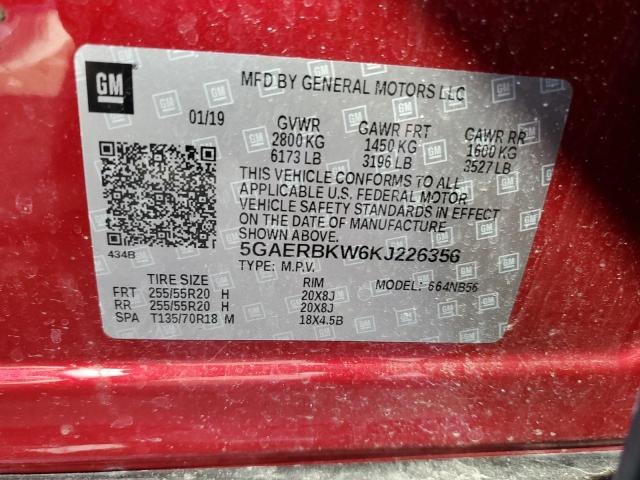 GM
MFD BY GENERAL MOTORS LLC
01/19
GVWR GAWR FRT GAWR RR
2800 KG 1450 KG 1600 KG
6173 LB 3196 LB 3527 LB
THIS VEHICLE CONFORMS TO ALL
APPLICABLE U.S. FEDERAL MOTOR
VEHICLE SAFETY STANDARDS IN EFFECT
ON THE DATE OF MANUFACTURE
SHOWN ABOVE.
434B
5GAERBKW6KJ226356
TYPE: M.P.V. MODEL: 664NB56
TIRE SIZE RIM
FRT 255/55R20 H 20X8J
RR 255/55R20 H 20X8J
SPA T135/70R18 M 18X4.5B